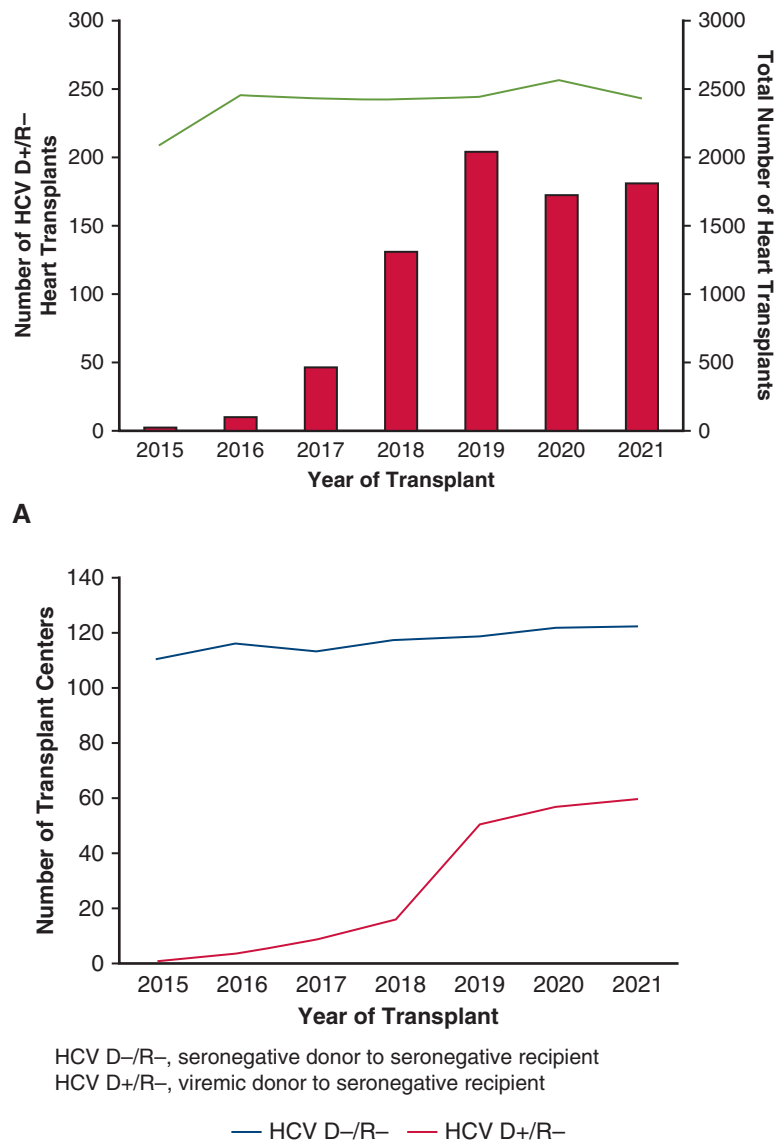 300
250
200
150
100
50
0
Number of HCV D+/R–
Heart Transplants
3000
2500
2000
1500
1000
500
0
Total Number of Heart Transplants
2015 2016 2017 2018 2019 2020 2021
Year of Transplant
A
140
120
100
80
60
40
20
0
Number of Transplant Centers
2015 2016 2017 2018 2019 2020 2021
Year of Transplant
HCV D–/R–, seronegative donor to seronegative recipient
HCV D+/R–, viremic donor to seronegative recipient
HCV D–/R– HCV D+/R–